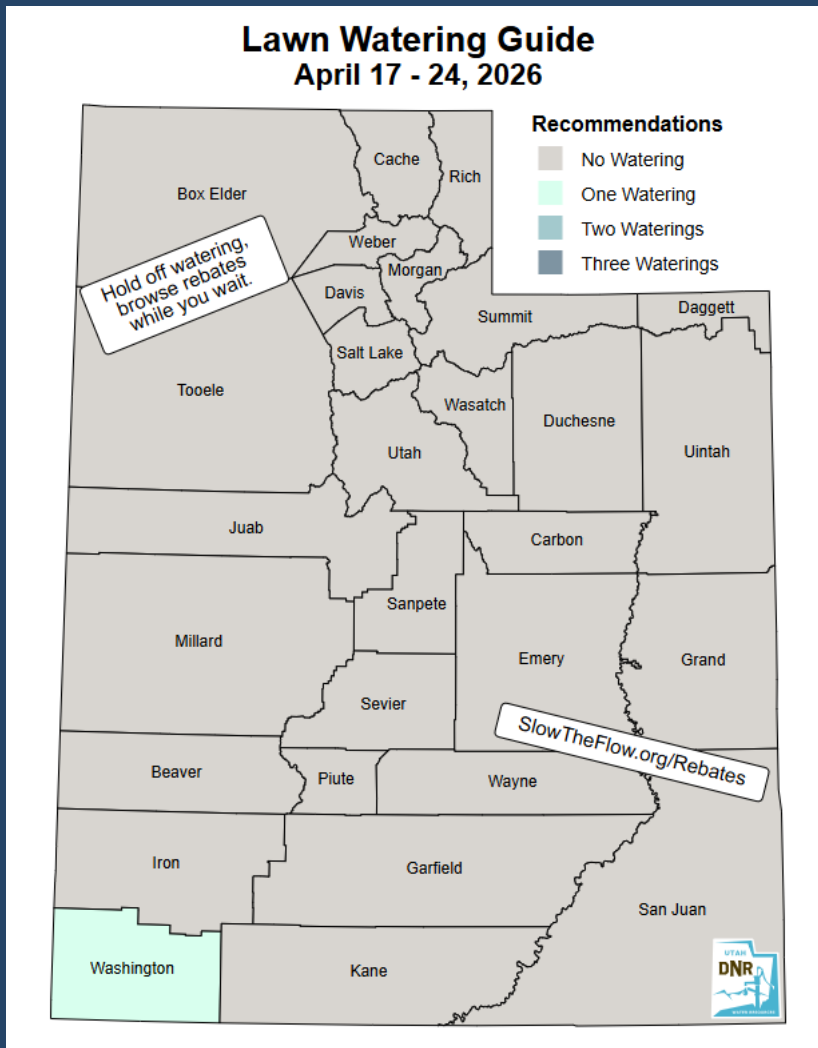 Lawn Watering Guide
April 17 - 24, 2026
Recommendations
No Watering
One Watering
Two Waterings
Three Waterings
Cache
Rich
Box Elder
Weber
Hold off watering,
browse rebates
while you wait.
Morgan
Davis
Summit
Daggett
Salt Lake
Tooele
Wasatch
Duchesne
Utah
Uintah
Juab
Carbon
Sanpete
Millard
Emery
Grand
Sevier
SlowTheFlow.org/Rebates
Beaver
Piute
Wayne
Iron
Garfield
San Juan
Washington
Kane
UTAH
DNR
WATER RESOURCES